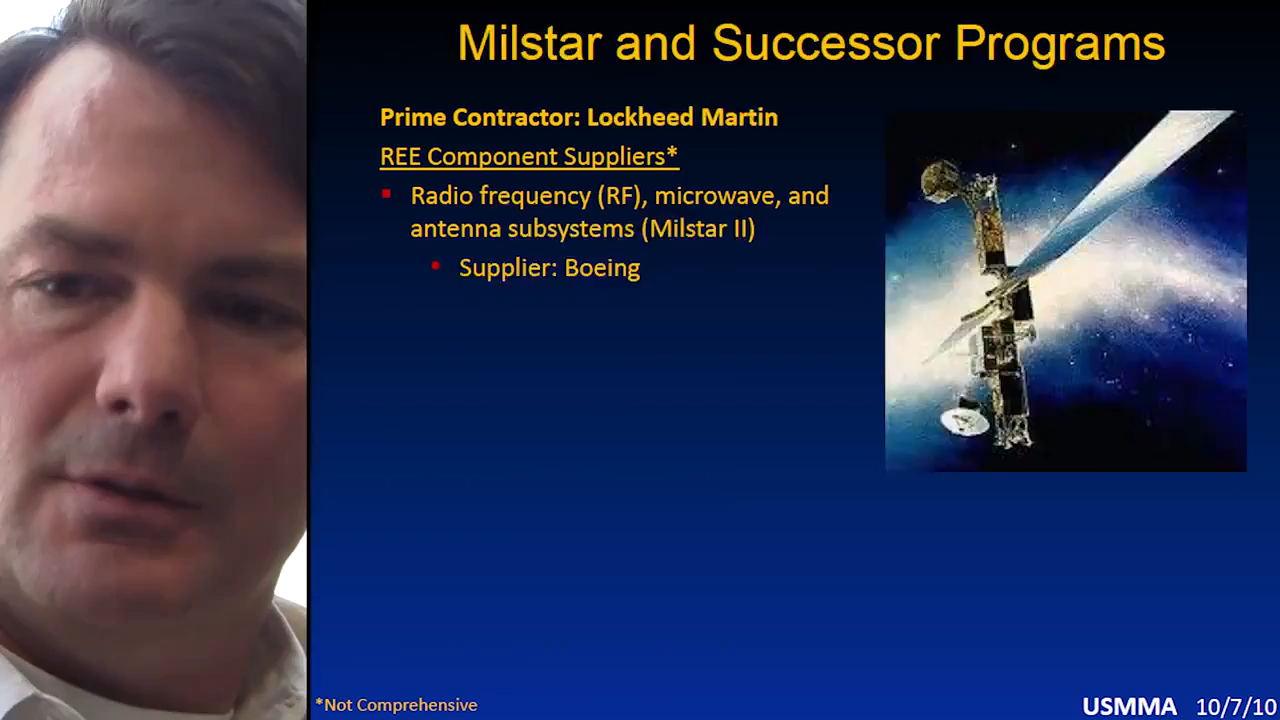 Milstar and Successor Programs
Prime Contractor: Lockheed Martin
REE Component Suppliers*
Radio frequency (RF), microwave, and
antenna subsystems (Milstar II)
Supplier: Boeing
*Not Comprehensive
USMMA 10/7/10